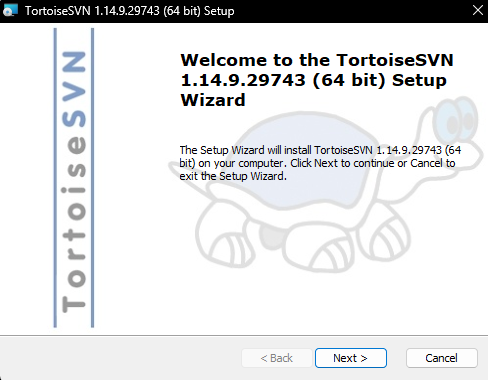 TortoiseSVN 1.14.9.29743 (64 bit) Setup
TortoiseSVN
Welcome to the TortoiseSVN
1.14.9.29743 (64 bit) Setup
Wizard
The Setup Wizard will install TortoiseSVN 1.14.9.29743 (64
bit) on your computer. Click Next to continue or Cancel to
exit the Setup Wizard.
< Back
Next >
Cancel